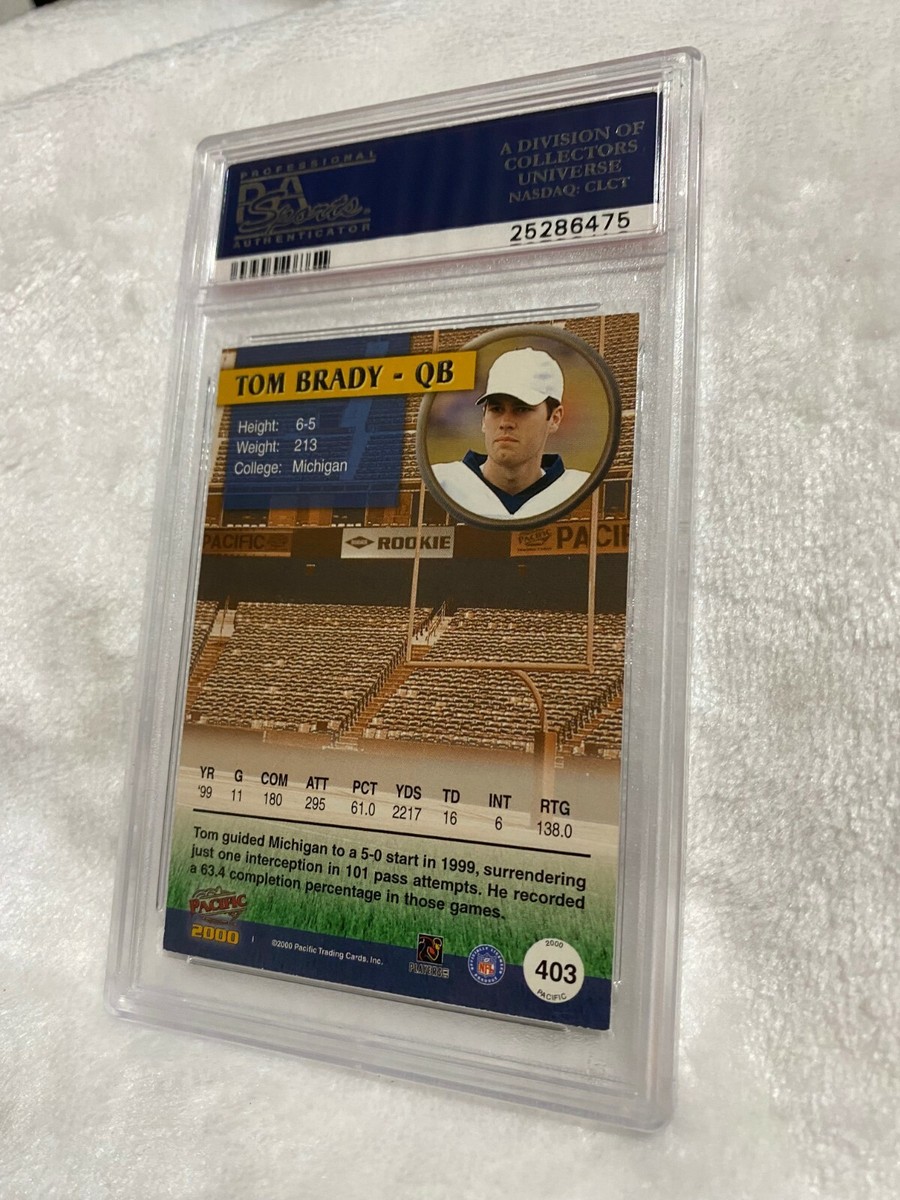 PROFESSIONAL
PSA
Sports
AUTHENTICATOR
A DIVISION OF
COLLECTORS
UNIVERSE
NASDAQ: CLCT
25286475
TOM BRADY - QB
Height: 6-5
Weight: 213
College: Michigan
PACIFIC
ROOKIE
PACIFIC
YR G COM ATT PCT YDS TD INT RTG
'99 11 180 295 61.0 2217 16 6 138.0
Tom guided Michigan to a 5-0 start in 1999, surrendering
just one interception in 101 pass attempts. He recorded
a 63.4 completion percentage in those games.
PACIFIC
2000
©2000 Pacific Trading Cards, Inc.
PLAYERS INC
NFL
2000
403
PACIFIC